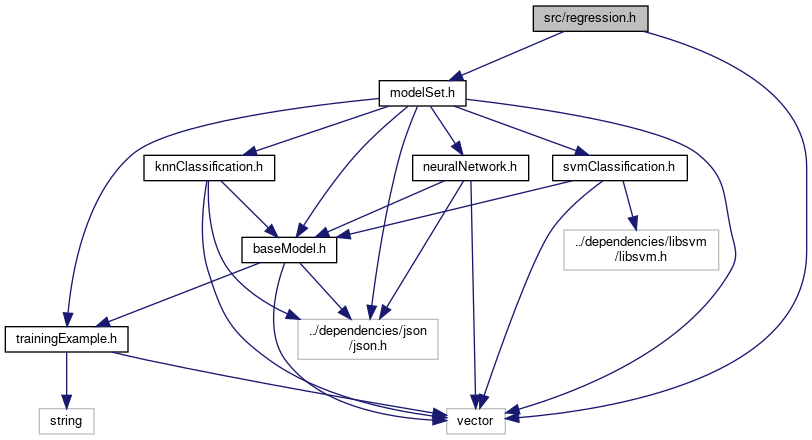 src/regression.h
modelSet.h
knnClassification.h
neuralNetwork.h
svmClassification.h
baseModel.h
../dependencies/libsvm
/libsvm.h
trainingExample.h
../dependencies/json
/json.h
string
vector